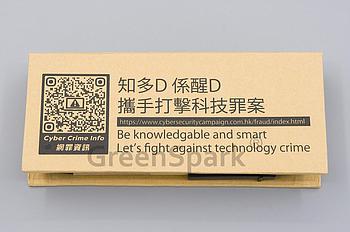 知多D 係醒D
攜手打擊科技罪案
https://www.cybersecuritycampaign.com.hk/fraud/index.html
Cyber Crime Info
網罪資訊
Be knowledgable and smart
Let's fight against technology crime
GreenSpark®